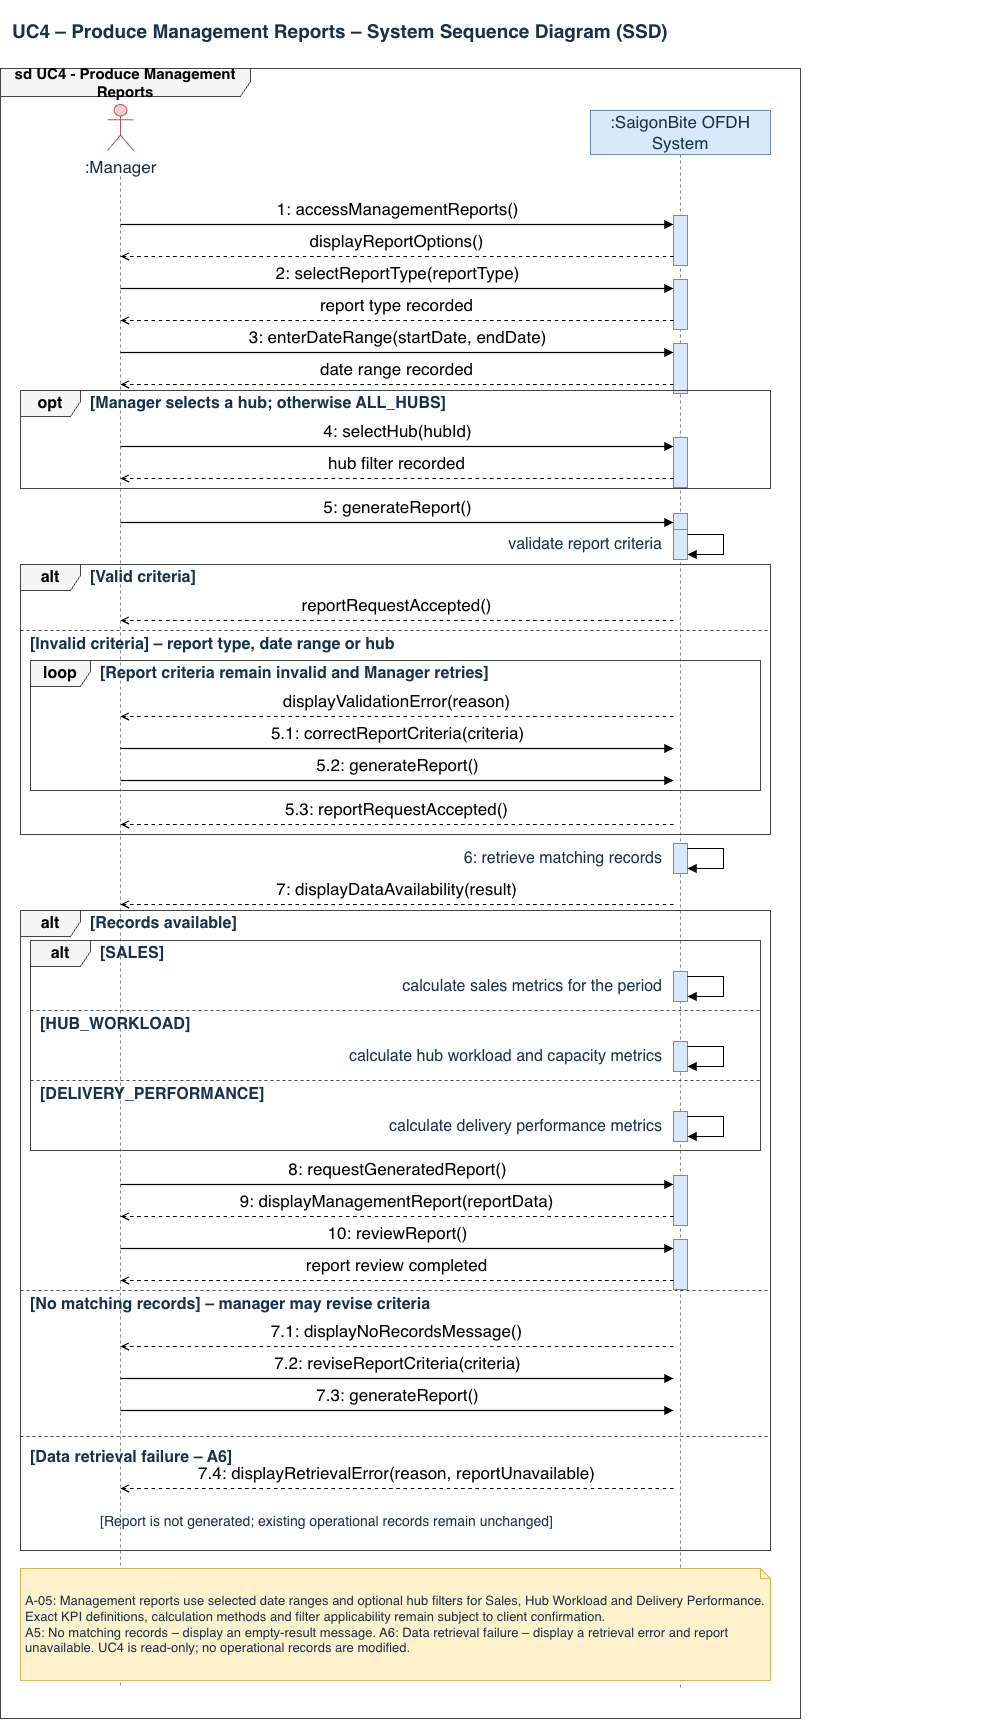 UC4 – Produce Management Reports – System Sequence Diagram (SSD)
sd UC4 - Produce Management
Reports
:Manager
:SaigonBite OFDH
System
1: accessManagementReports()
displayReportOptions()
2: selectReportType(reportType)
report type recorded
3: enterDateRange(startDate, endDate)
date range recorded
opt [Manager selects a hub; otherwise ALL_HUBS]
4: selectHub(hubId)
hub filter recorded
5: generateReport()
validate report criteria
alt [Valid criteria]
reportRequestAccepted()
[Invalid criteria] – report type, date range or hub
loop [Report criteria remain invalid and Manager retries]
displayValidationError(reason)
5.1: correctReportCriteria(criteria)
5.2: generateReport()
5.3: reportRequestAccepted()
6: retrieve matching records
7: displayDataAvailability(result)
alt [Records available]
alt [SALES]
calculate sales metrics for the period
[HUB_WORKLOAD]
calculate hub workload and capacity metrics
[DELIVERY_PERFORMANCE]
calculate delivery performance metrics
8: requestGeneratedReport()
9: displayManagementReport(reportData)
10: reviewReport()
report review completed
[No matching records] – manager may revise criteria
7.1: displayNoRecordsMessage()
7.2: reviseReportCriteria(criteria)
7.3: generateReport()
[Data retrieval failure – A6]
7.4: displayRetrievalError(reason, reportUnavailable)
[Report is not generated; existing operational records remain unchanged]
A-05: Management reports use selected date ranges and optional hub filters for Sales, Hub Workload and Delivery Performance.
Exact KPI definitions, calculation methods and filter applicability remain subject to client confirmation.
A5: No matching records – display an empty-result message. A6: Data retrieval failure – display a retrieval error and report
unavailable. UC4 is read-only; no operational records are modified.